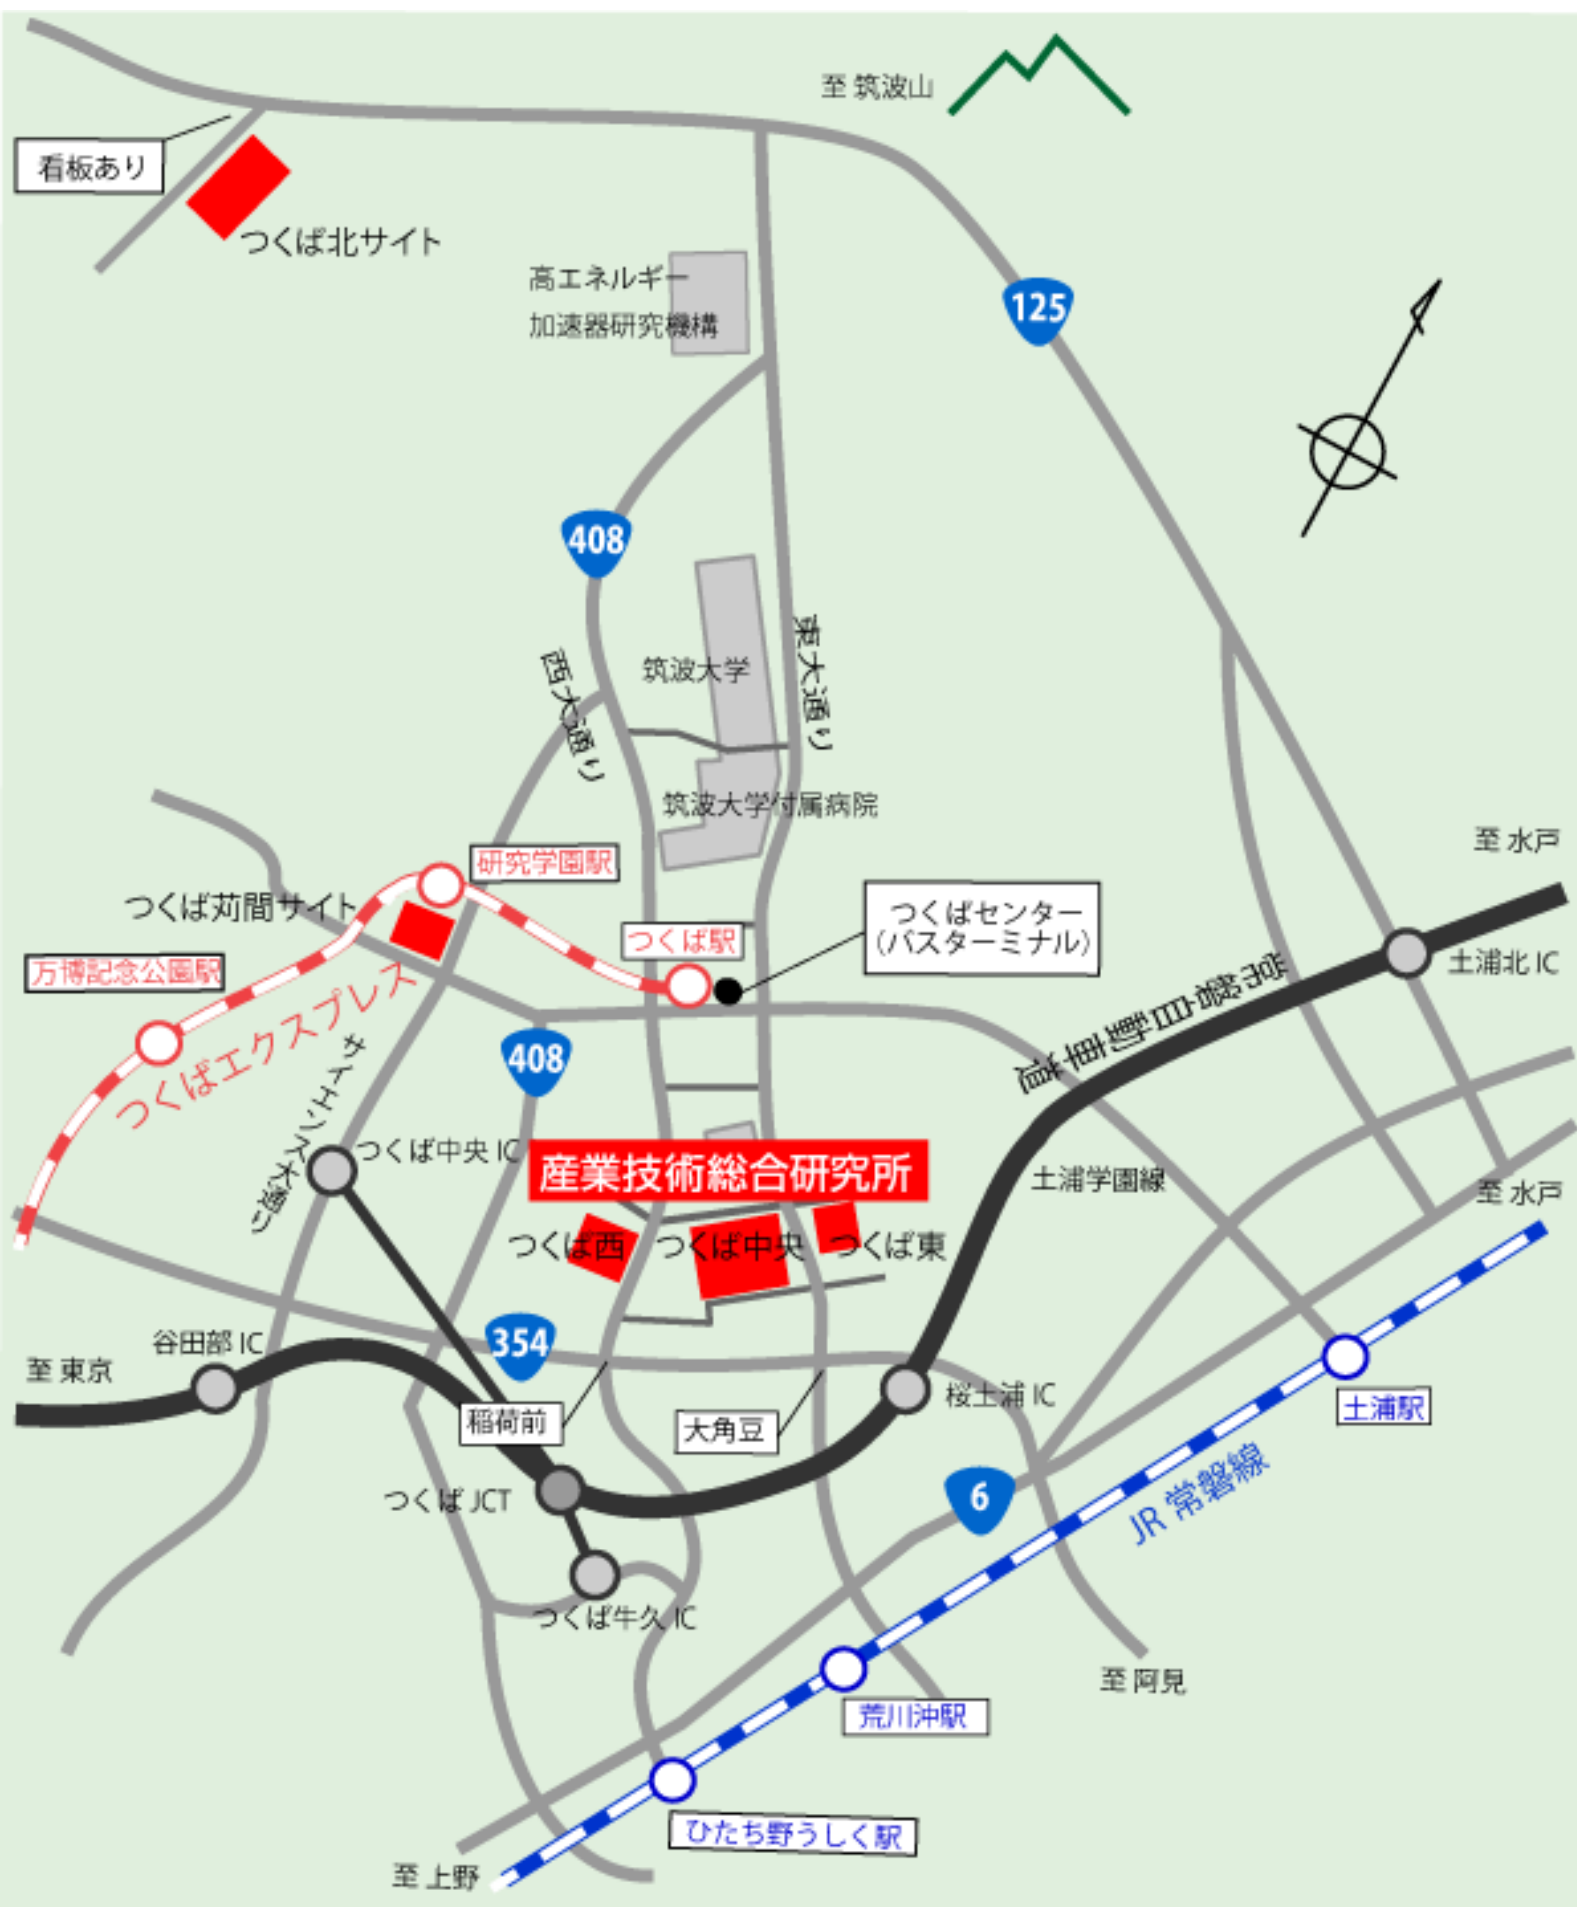 至 筑波山
看板あり
つくば北サイト
高エネルギー
加速器研究機構
125
408
筑波大学
東大通り
西大通り
筑波大学付属病院
至 水戸
研究学園駅
つくば苅間サイト
つくば駅
つくばセンター
(バスターミナル)
万博記念公園駅
土浦北 IC
常磐自動車道
つくばエクスプレス
408
サイエンス大通り
つくば中央 IC
産業技術総合研究所
土浦学園線
至 水戸
つくば西
つくば中央
つくば東
谷田部 IC
354
至 東京
桜土浦 IC
土浦駅
稲荷前
大角豆
つくば JCT
6
JR 常磐線
つくば牛久 IC
至 阿見
荒川沖駅
ひたち野うしく駅
至 上野